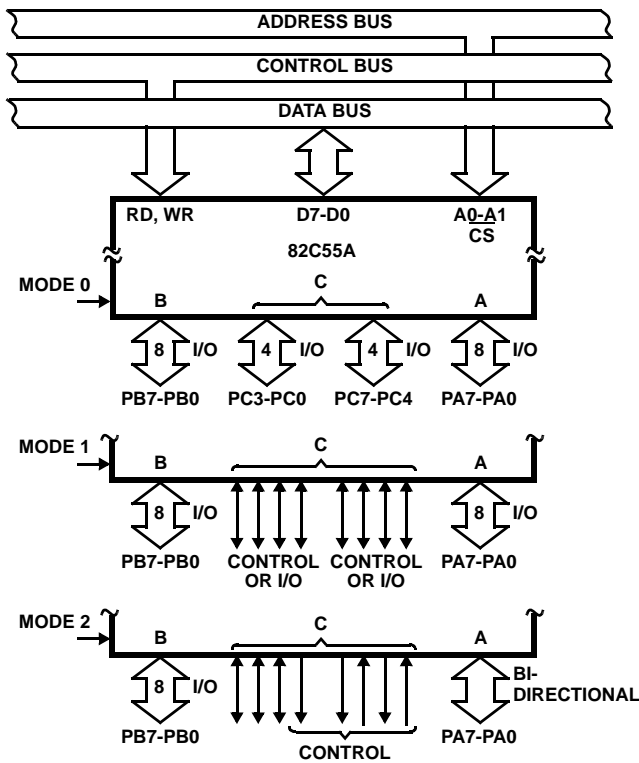 ADDRESS BUS
CONTROL BUS
DATA BUS
RD, WR
D7-D0
A0-A1
CS
82C55A
MODE 0
B
C
A
8
I/O
4
I/O
4
I/O
8
I/O
PB7-PB0
PC3-PC0
PC7-PC4
PA7-PA0
MODE 1
B
C
A
8
I/O
8
I/O
PB7-PB0
CONTROL
OR I/O
CONTROL
OR I/O
PA7-PA0
MODE 2
B
C
A
8
I/O
BI-
DIRECTIONAL
PB7-PB0
CONTROL
PA7-PA0